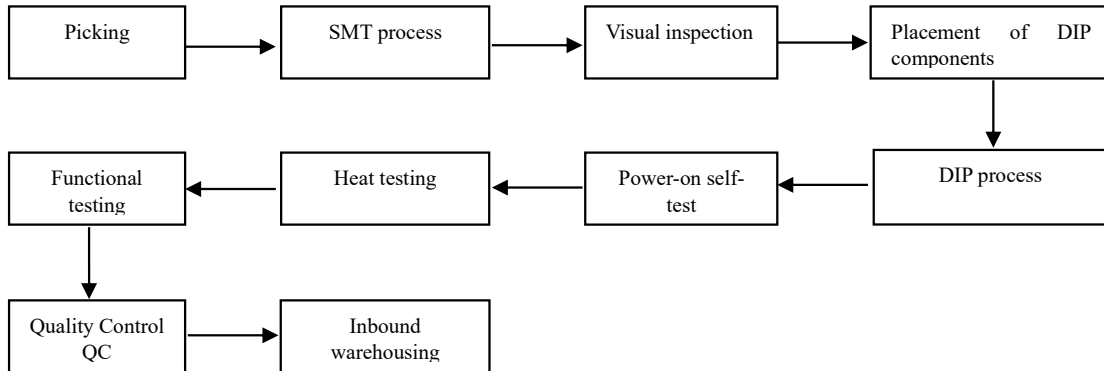 Picking
SMT process
Visual inspection
Placement of DIP
components
DIP process
Power-on self-
test
Heat testing
Functional
testing
Quality Control
QC
Inbound
warehousing